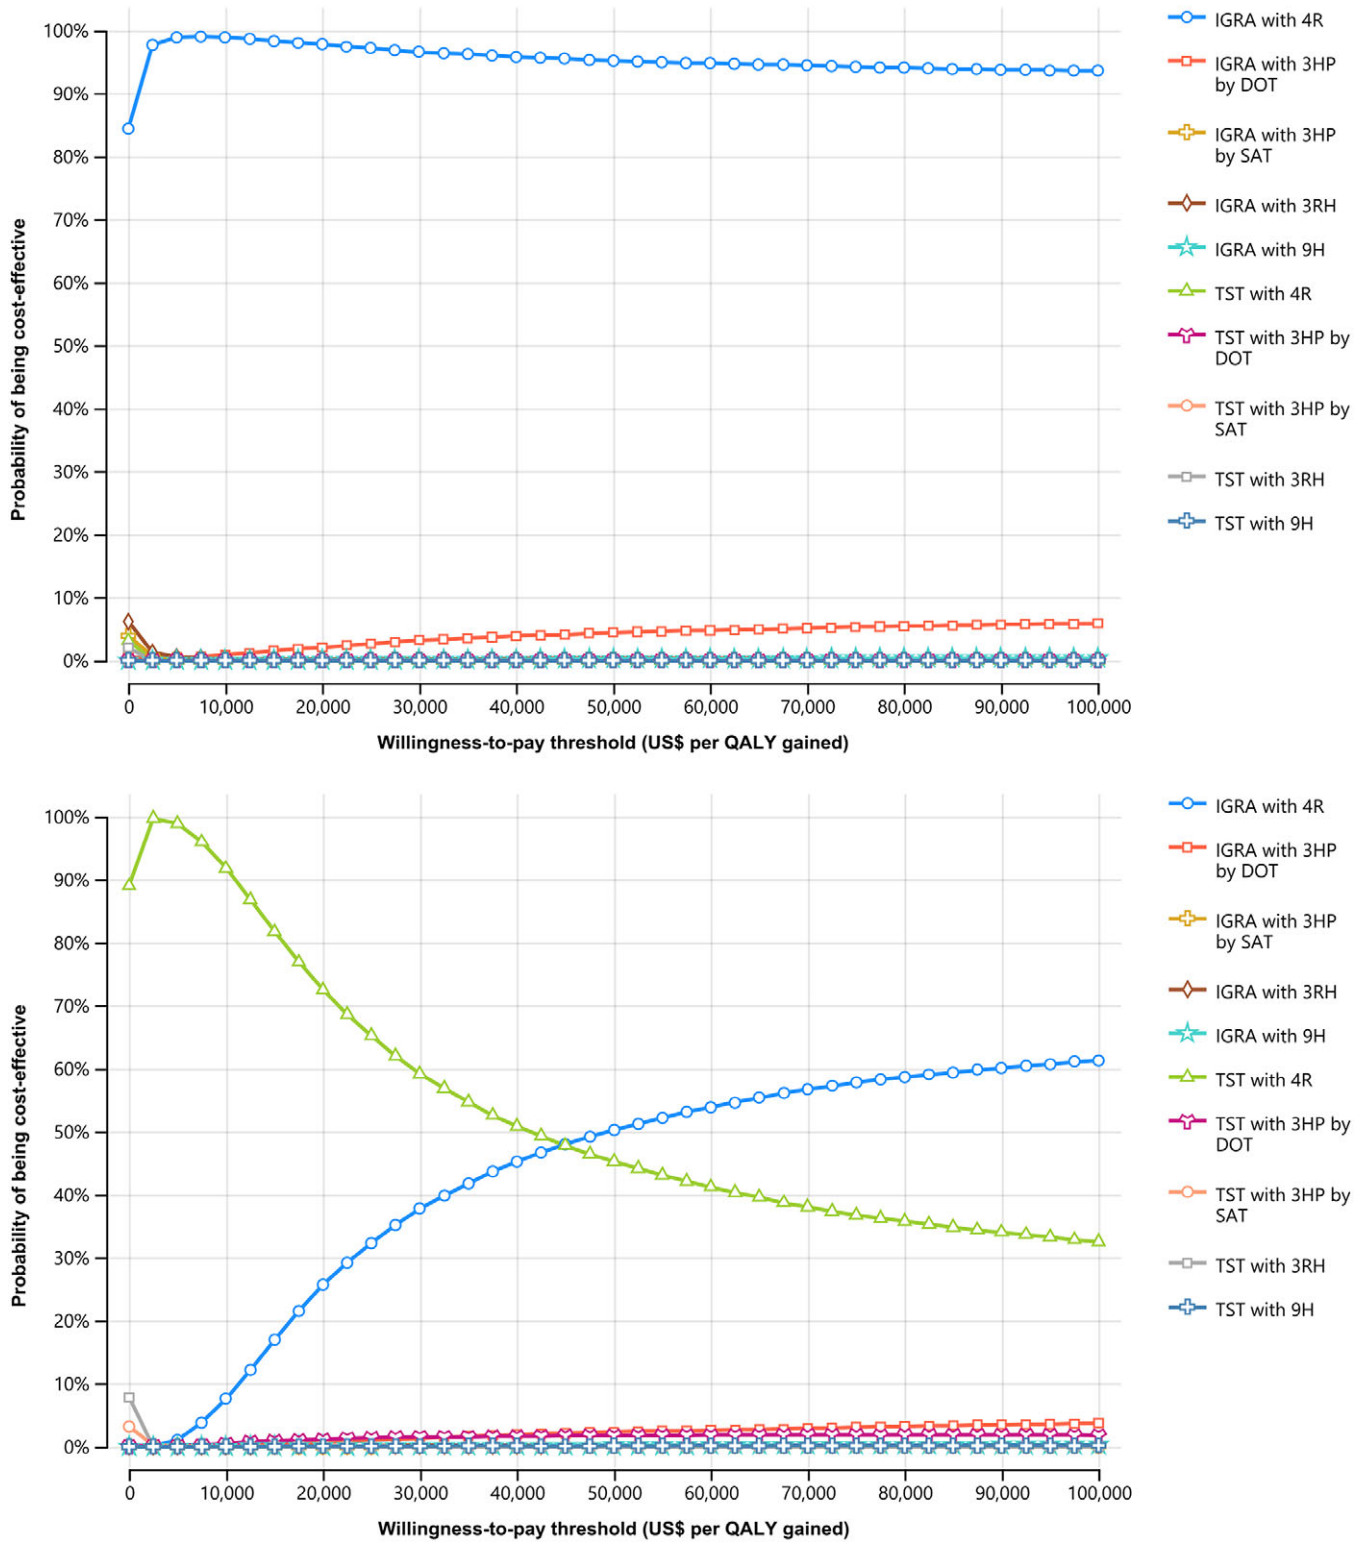 Probability of being cost-effective
100%
90%
80%
70%
60%
50%
40%
30%
20%
10%
0%
0
10,000
20,000
30,000
40,000
50,000
60,000
70,000
80,000
90,000
100,000
Willingness-to-pay threshold (US$ per QALY gained)
IGRA with 4R
IGRA with 3HP
by DOT
IGRA with 3HP
by SAT
IGRA with 3RH
IGRA with 9H
TST with 4R
TST with 3HP by
DOT
TST with 3HP by
SAT
TST with 3RH
TST with 9H
Probability of being cost-effective
100%
90%
80%
70%
60%
50%
40%
30%
20%
10%
0%
0
10,000
20,000
30,000
40,000
50,000
60,000
70,000
80,000
90,000
100,000
Willingness-to-pay threshold (US$ per QALY gained)
IGRA with 4R
IGRA with 3HP
by DOT
IGRA with 3HP
by SAT
IGRA with 3RH
IGRA with 9H
TST with 4R
TST with 3HP by
DOT
TST with 3HP by
SAT
TST with 3RH
TST with 9H